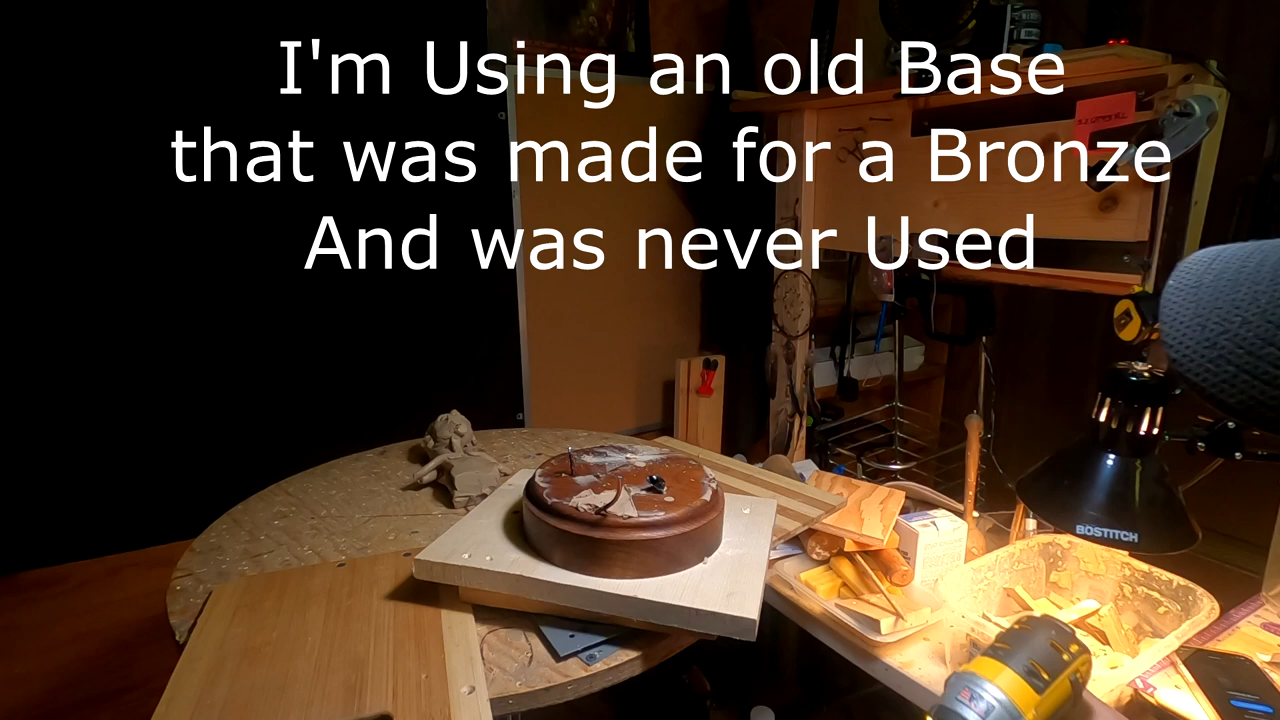 I'm Using an old Base
that was made for a Bronze
And was never Used
BOSTITCH